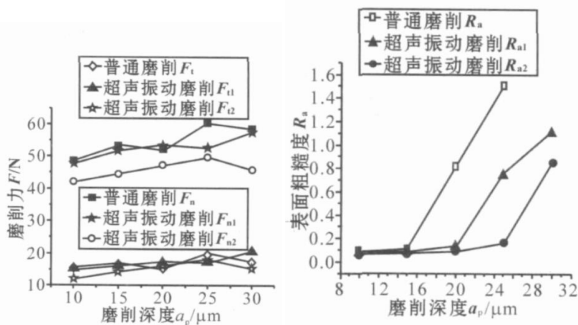 普通磨削Ft
超声振动磨削Ft1
超声振动磨削Ft2
60
50
40
30
20
10
磨削力F/N
普通磨削Fn
超声振动磨削Fn1
超声振动磨削Fn2
10 15 20 25 30
磨削深度ap/μm
普通磨削Ra
超声振动磨削Ra1
超声振动磨削Ra2
1.6
1.4
1.2
1.0
0.8
0.6
0.4
0.2
0.0
表面粗糙度Ra
8 12 16 20 24 28 32
磨削深度ap/μm